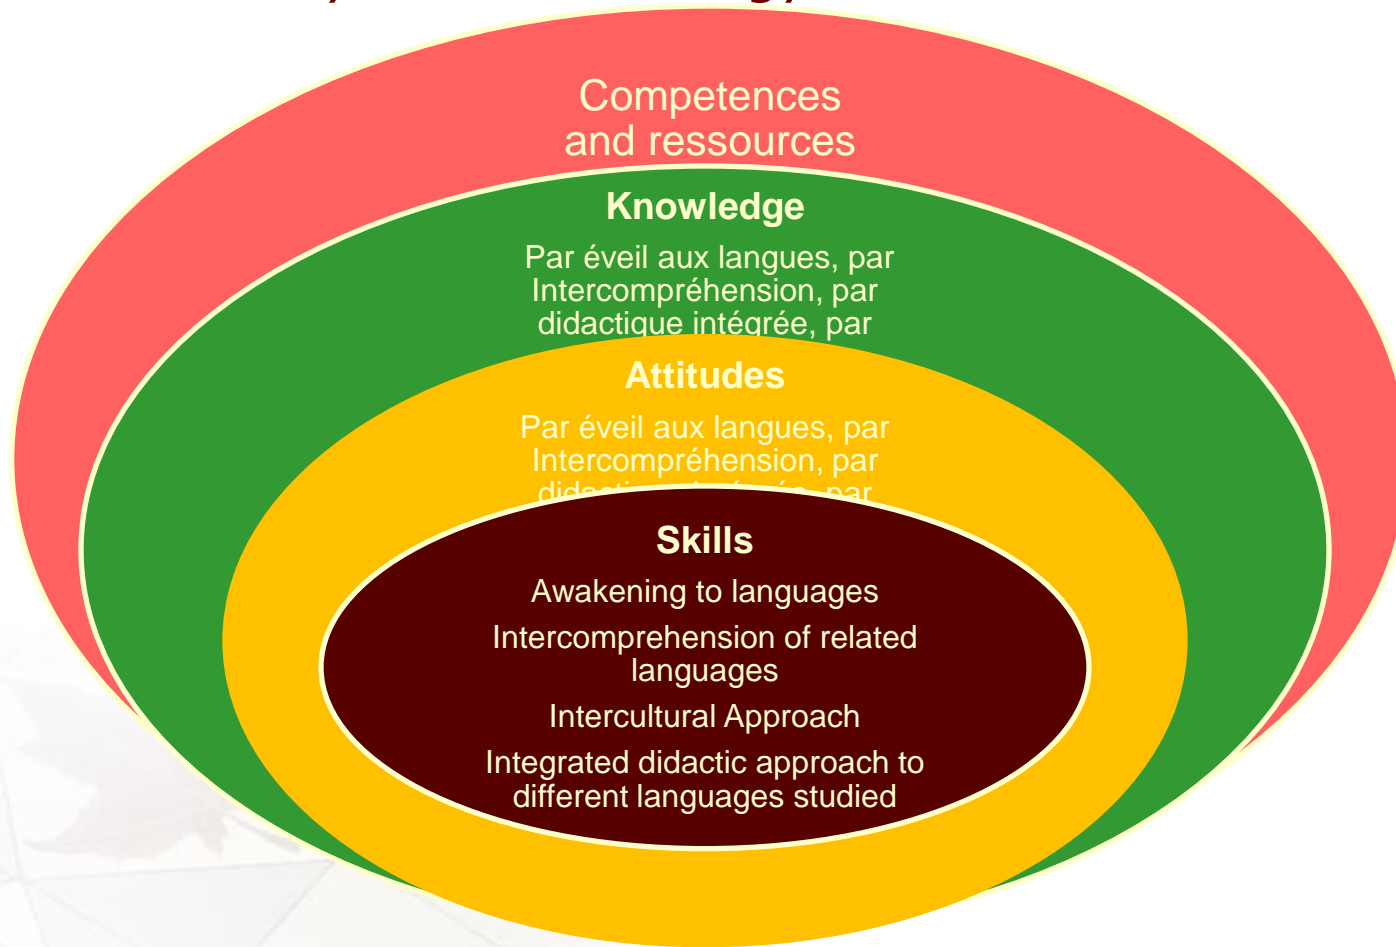 Competences
and ressources
Knowledge
Par éveil aux langues, par
Intercompréhension, par
didactique intégrée, par
Attitudes
Par éveil aux langues, par
Intercompréhension, par
par
Skills
Awakening to languages
Intercomprehension of related
languages
Intercultural Approach
Integrated didactic approach to
different languages studied